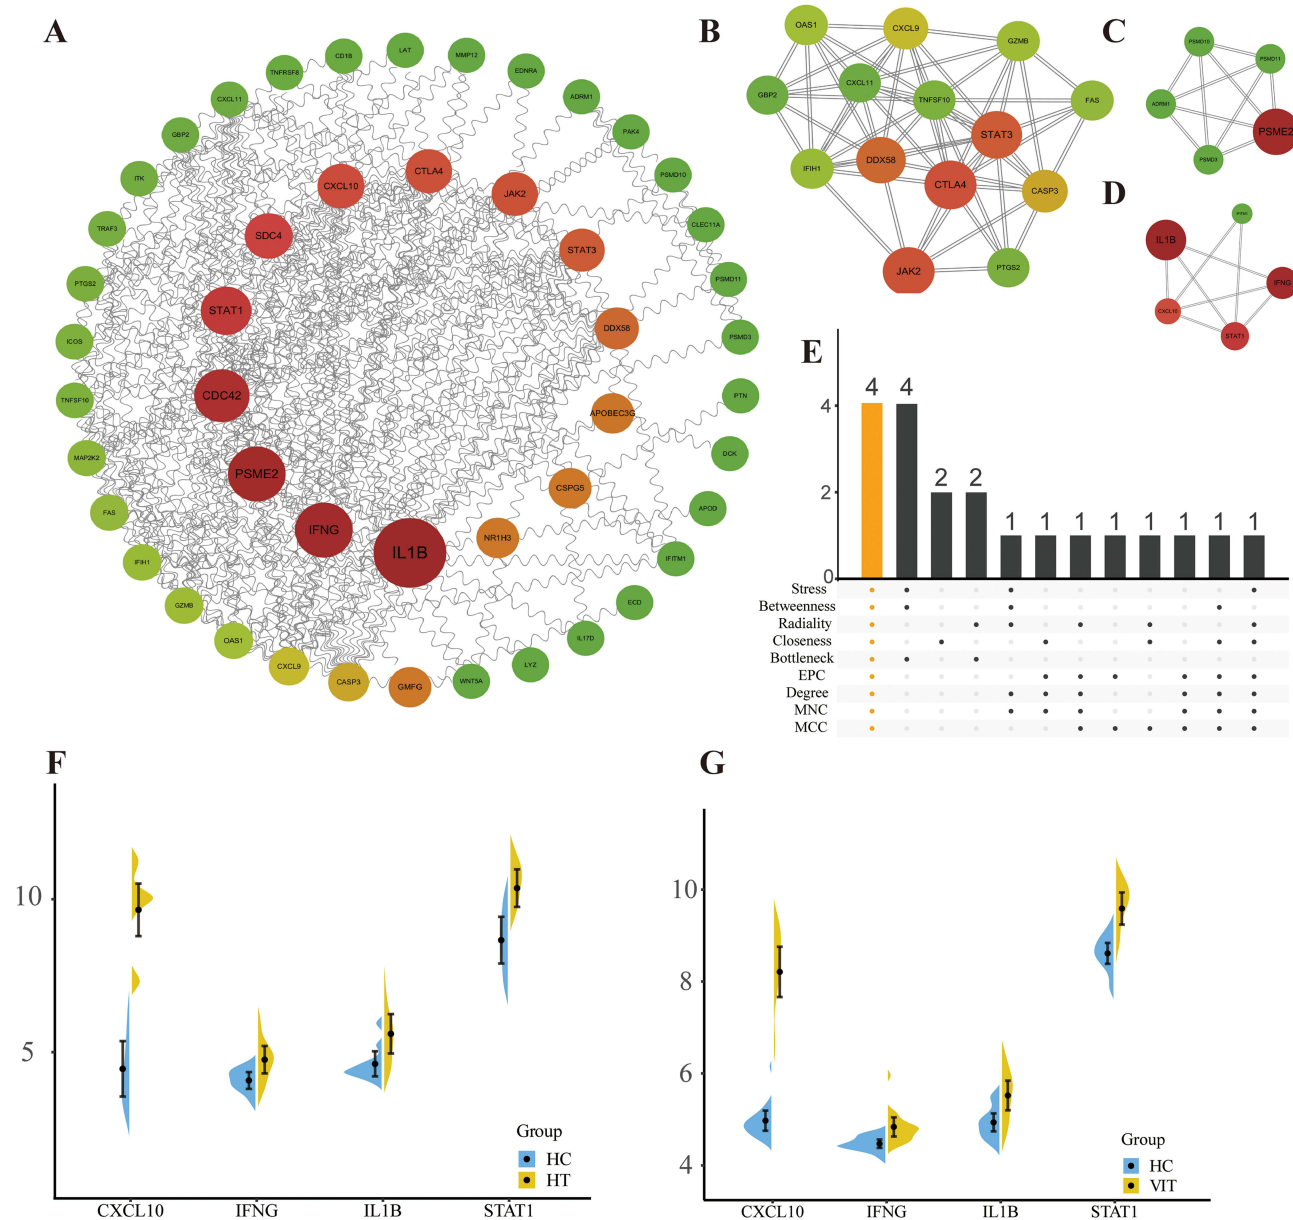 A
LAT
CD1B
MMP12
TNFRSF8
EDNRA
CXCL11
ADRM1
GBP2
PAK4
ITK
CXCL10
CTLA4
JAK2
PSMD10
TRAF3
SDC4
STAT3
CLEC11A
PTGS2
STAT1
DDX58
PSMD11
ICOS
PSMD3
TNFSF10
CDC42
APOBEC3G
PTN
MAP2K2
PSME2
CSPG5
DCK
FAS
IFNG
IL1B
NR1H3
APOD
IFIH1
IFITM1
GZMB
ECD
OAS1
IL17D
CXCL9
LYZ
CASP3
GMFG
WNT5A
B
OAS1
CXCL9
GZMB
GBP2
CXCL11
TNFSF10
FAS
STAT3
IFIH1
DDX58
CTLA4
CASP3
JAK2
PTGS2
C
PSMD10
PSMD11
ADRM1
PSME2
PSMD3
D
IL1B
IFNG
CXCL10
STAT1
E
4 4
4
2 2
2
1 1 1 1 1 1 1 1
0
Stress
Betweenness
Radiality
Closeness
Bottleneck
EPC
Degree
MNC
MCC
F
10
5
Group
HC
HT
CXCL10 IFNG IL1B STAT1
G
10
8
6
4
Group
HC
VIT
CXCL10 IFNG IL1B STAT1